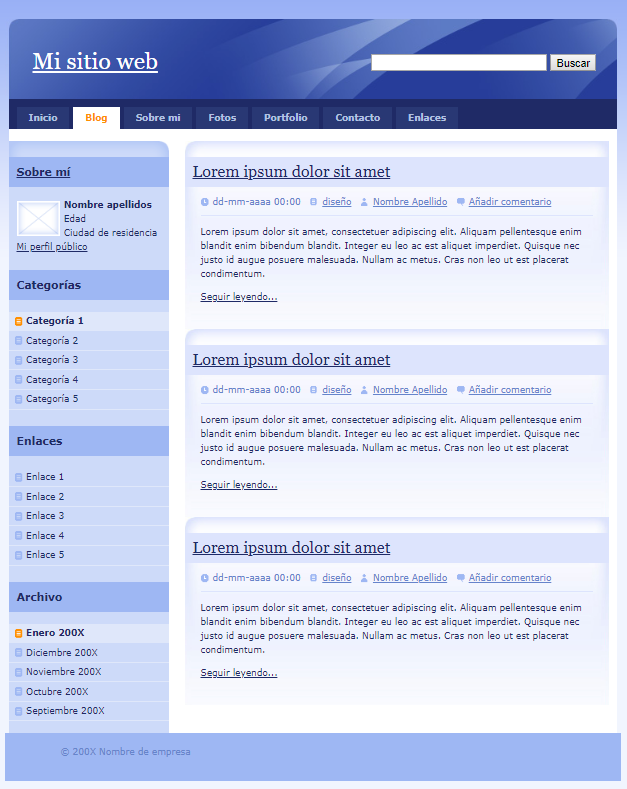 Mi sitio web
Buscar
Inicio Blog Sobre mi Fotos Portfolio Contacto Enlaces
Sobre mí
Nombre apellidos
Edad
Ciudad de residencia
Mi perfil público
Categorías
Categoría 1
Categoría 2
Categoría 3
Categoría 4
Categoría 5
Enlaces
Enlace 1
Enlace 2
Enlace 3
Enlace 4
Enlace 5
Archivo
Enero 200X
Diciembre 200X
Noviembre 200X
Octubre 200X
Septiembre 200X
Lorem ipsum dolor sit amet
dd-mm-aaaa 00:00 diseño Nombre Apellido Añadir comentario
Lorem ipsum dolor sit amet, consectetuer adipiscing elit. Aliquam pellentesque enim
blandit enim bibendum blandit. Integer eu leo ac est aliquet imperdiet. Quisque nec
justo id augue posuere malesuada. Nullam ac metus. Cras non leo ut est placerat
condimentum.
Seguir leyendo...
Lorem ipsum dolor sit amet
dd-mm-aaaa 00:00 diseño Nombre Apellido Añadir comentario
Lorem ipsum dolor sit amet, consectetuer adipiscing elit. Aliquam pellentesque enim
blandit enim bibendum blandit. Integer eu leo ac est aliquet imperdiet. Quisque nec
justo id augue posuere malesuada. Nullam ac metus. Cras non leo ut est placerat
condimentum.
Seguir leyendo...
Lorem ipsum dolor sit amet
dd-mm-aaaa 00:00 diseño Nombre Apellido Añadir comentario
Lorem ipsum dolor sit amet, consectetuer adipiscing elit. Aliquam pellentesque enim
blandit enim bibendum blandit. Integer eu leo ac est aliquet imperdiet. Quisque nec
justo id augue posuere malesuada. Nullam ac metus. Cras non leo ut est placerat
condimentum.
Seguir leyendo...
© 200X Nombre de empresa